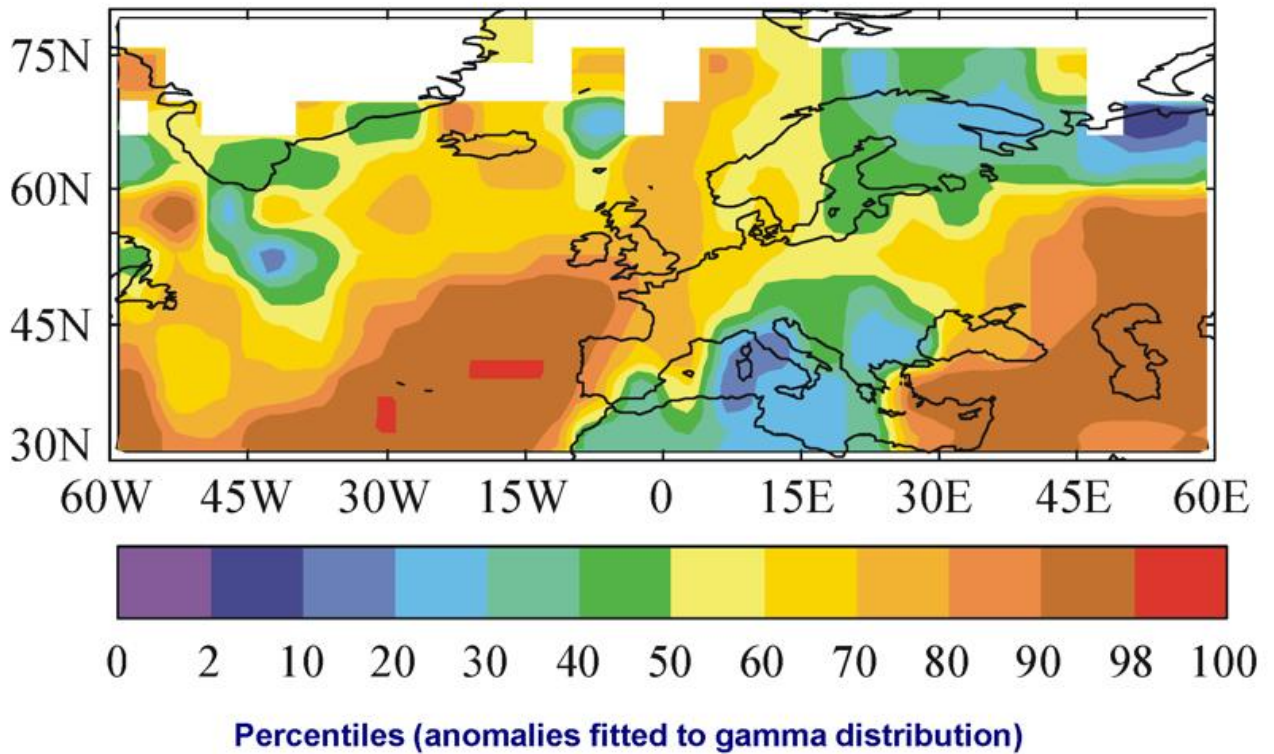 75N
60N
45N
30N
60W 45W 30W 15W 0 15E 30E 45E 60E
0 2 10 20 30 40 50 60 70 80 90 98 100
Percentiles (anomalies fitted to gamma distribution)